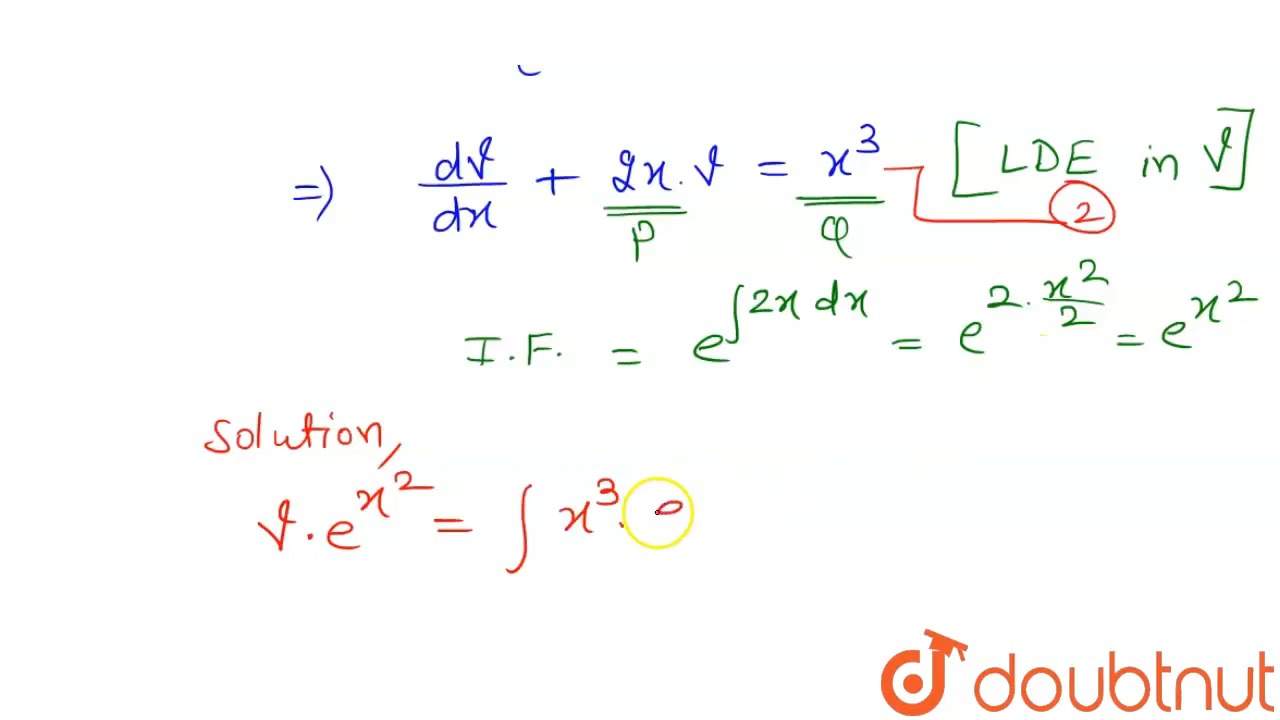 => dv/dx + 2x.v = x³ [LDE in v]
P Q 2
I.F. = e^∫2x dx = e^2.x²/2 = e^x²
Solution,
v.e^x² = ∫ x³. e
doubtnut